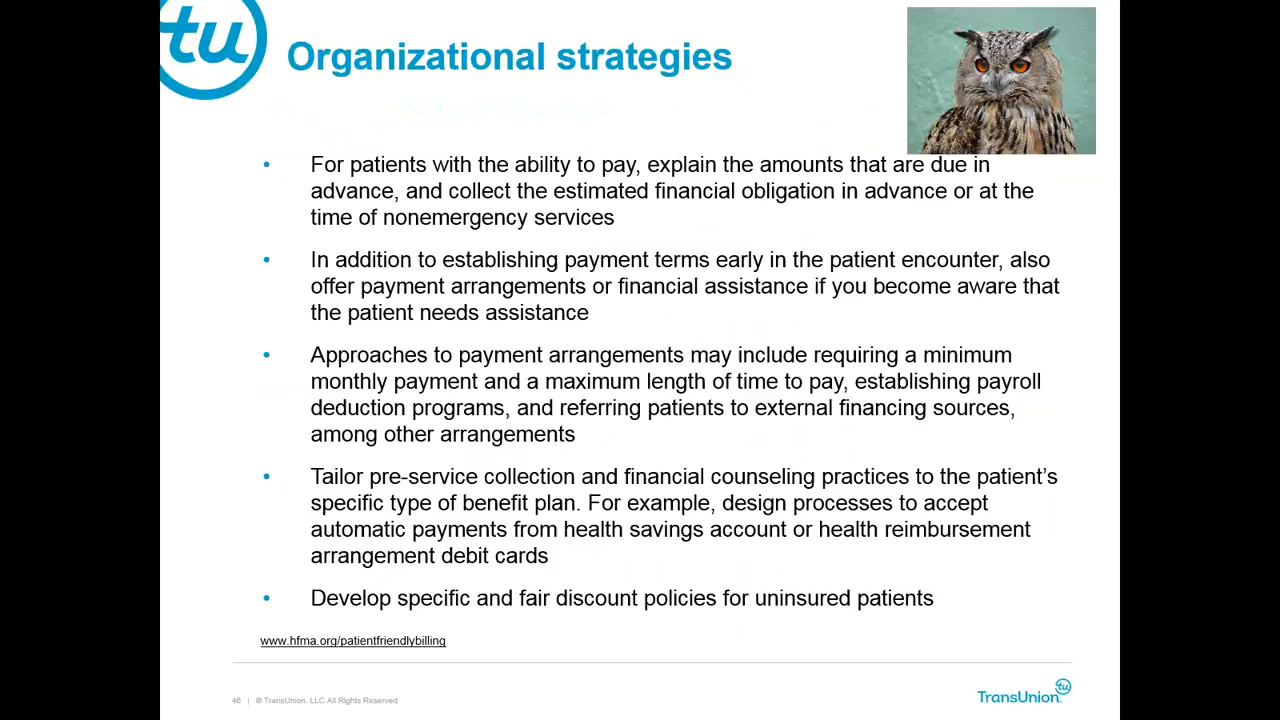 tu
Organizational strategies
• For patients with the ability to pay, explain the amounts that are due in
advance, and collect the estimated financial obligation in advance or at the
time of nonemergency services
• In addition to establishing payment terms early in the patient encounter, also
offer payment arrangements or financial assistance if you become aware that
the patient needs assistance
• Approaches to payment arrangements may include requiring a minimum
monthly payment and a maximum length of time to pay, establishing payroll
deduction programs, and referring patients to external financing sources,
among other arrangements
• Tailor pre-service collection and financial counseling practices to the patient’s
specific type of benefit plan. For example, design processes to accept
automatic payments from health savings account or health reimbursement
arrangement debit cards
• Develop specific and fair discount policies for uninsured patients
www.hfma.org/patientfriendlybilling
46 | © TransUnion, LLC All Rights Reserved
TransUnion tu